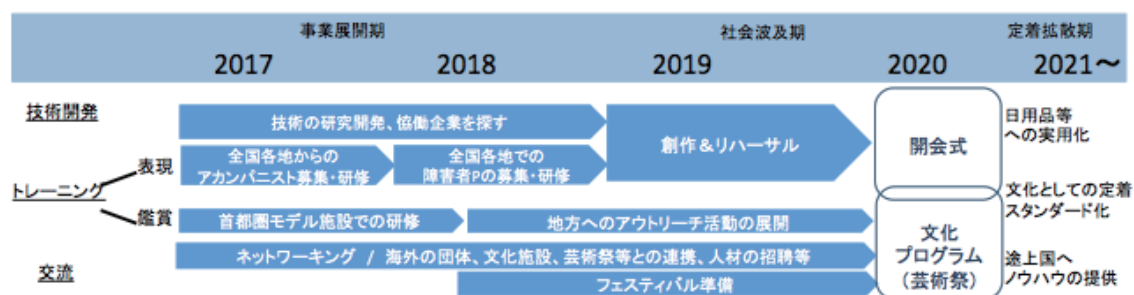 事業展開期 社会波及期 定着拡散期
2017 2018 2019 2020 2021〜
技術開発
技術の研究開発、協働企業を探す
創作&リハーサル
開会式
日用品等
への実用化
トレーニング
表現
全国各地からの
アカンパニスト募集・研修
全国各地での
障害者Pの募集・研修
鑑賞
首都圏モデル施設での研修
地方へのアウトリーチ活動の展開
文化としての定着
スタンダード化
交流
ネットワーキング / 海外の団体、文化施設、芸術祭等との連携、人材の招聘等
フェスティバル準備
文化
プログラム
(芸術祭)
途上国へ
ノウハウの提供